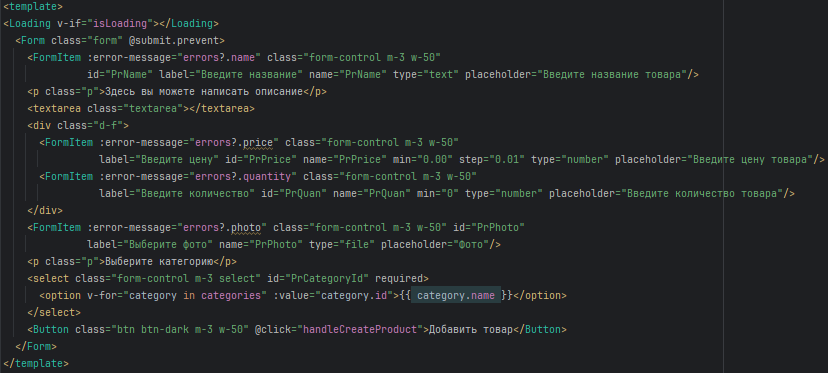 <template>
<Loading v-if="isLoading"></Loading>
  <Form class="form" @submit.prevent>
    <FormItem :error-message="errors?.name" class="form-control m-3 w-50"
              id="PrName" label="Введите название" name="PrName" type="text" placeholder="Введите название товара"/>
    <p class="p">Здесь вы можете написать описание</p>
    <textarea class="textarea"></textarea>
    <div class="d-f">
      <FormItem :error-message="errors?.price" class="form-control m-3 w-50"
                label="Введите цену" id="PrPrice" name="PrPrice" min="0.00" step="0.01" type="number" placeholder="Введите цену товара"/>
      <FormItem :error-message="errors?.quantity" class="form-control m-3 w-50"
                label="Введите количество" id="PrQuan" name="PrQuan" min="0" type="number" placeholder="Введите количество товара"/>
    </div>
    <FormItem :error-message="errors?.photo" class="form-control m-3 w-50" id="PrPhoto"
              label="Выберите фото" name="PrPhoto" type="file" placeholder="Фото"/>
    <p class="p">Выберите категорию</p>
    <select class="form-control m-3 select" id="PrCategoryId" required>
      <option v-for="category in categories" :value="category.id">{{ category.name }}</option>
    </select>
    <Button class="btn btn-dark m-3 w-50" @click="handleCreateProduct">Добавить товар</Button>
  </Form>
</template>